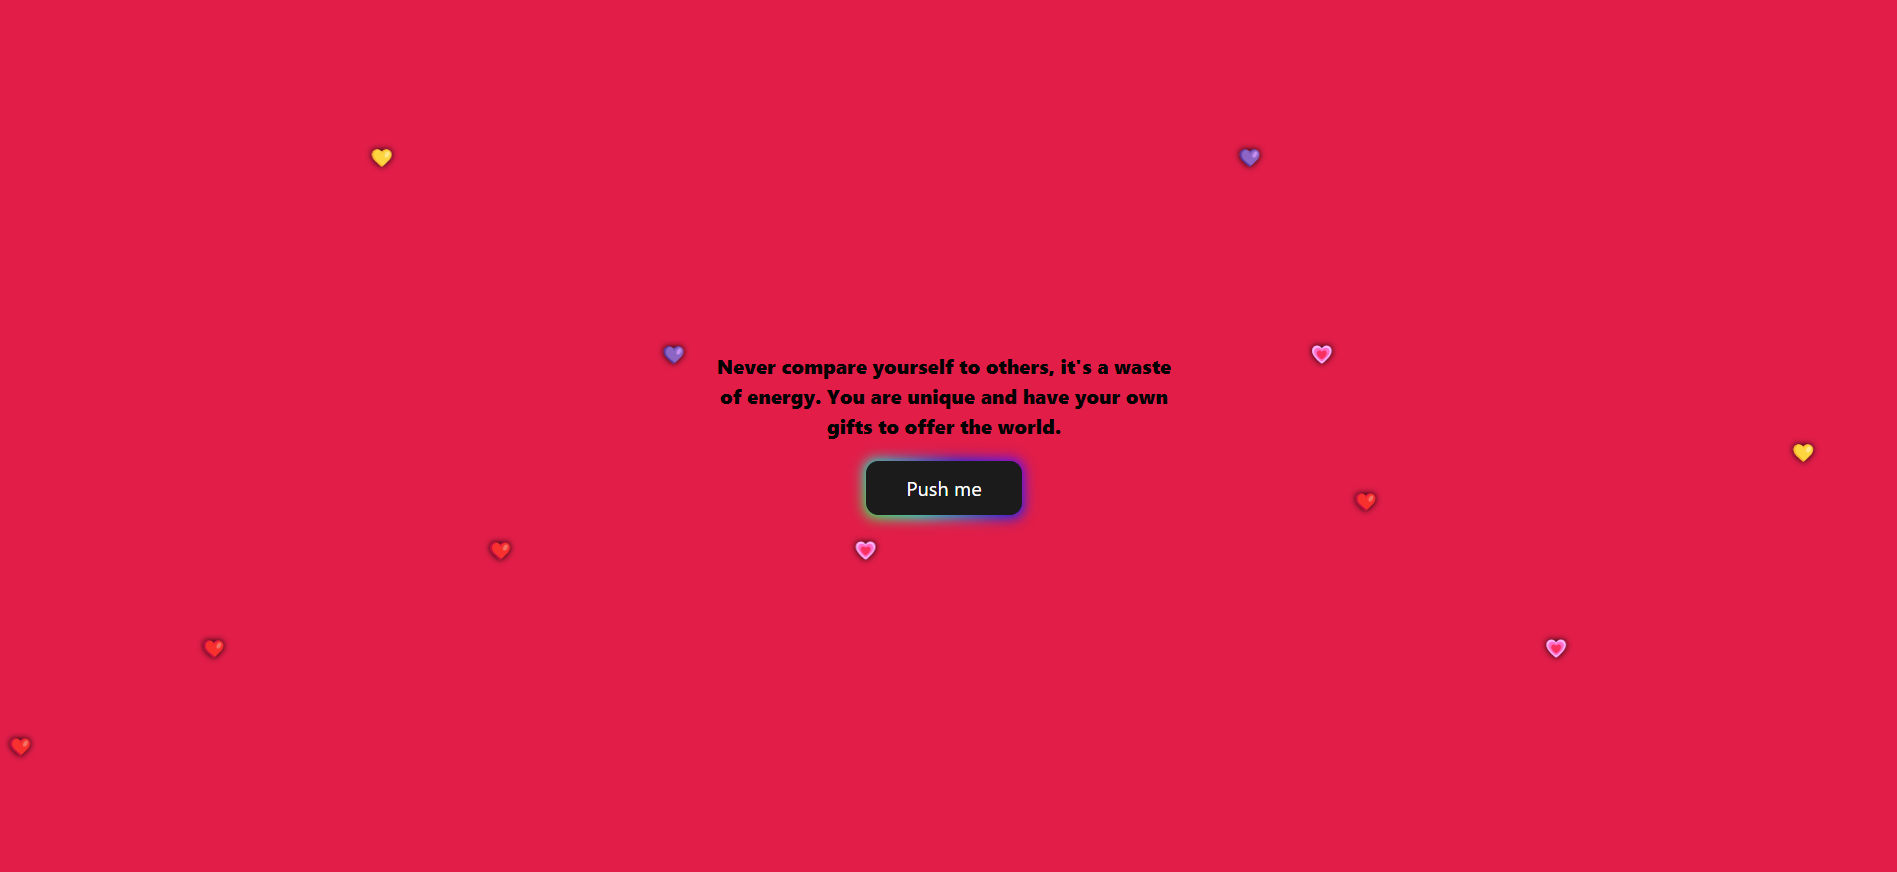 Never compare yourself to others, it's a waste
of energy. You are unique and have your own
gifts to offer the world.
Push me